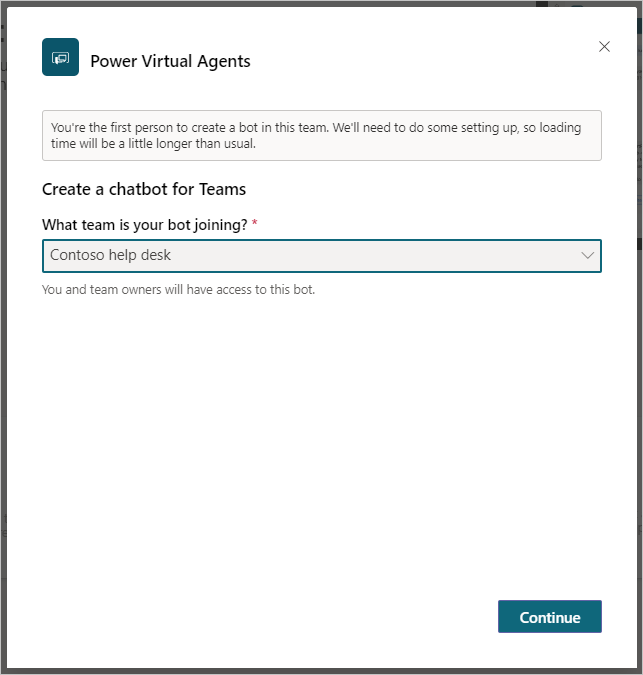 Power Virtual Agents
You're the first person to create a bot in this team. We'll need to do some setting up, so loading
time will be a little longer than usual.
Create a chatbot for Teams
What team is your bot joining? *
Contoso help desk
You and team owners will have access to this bot.
Continue